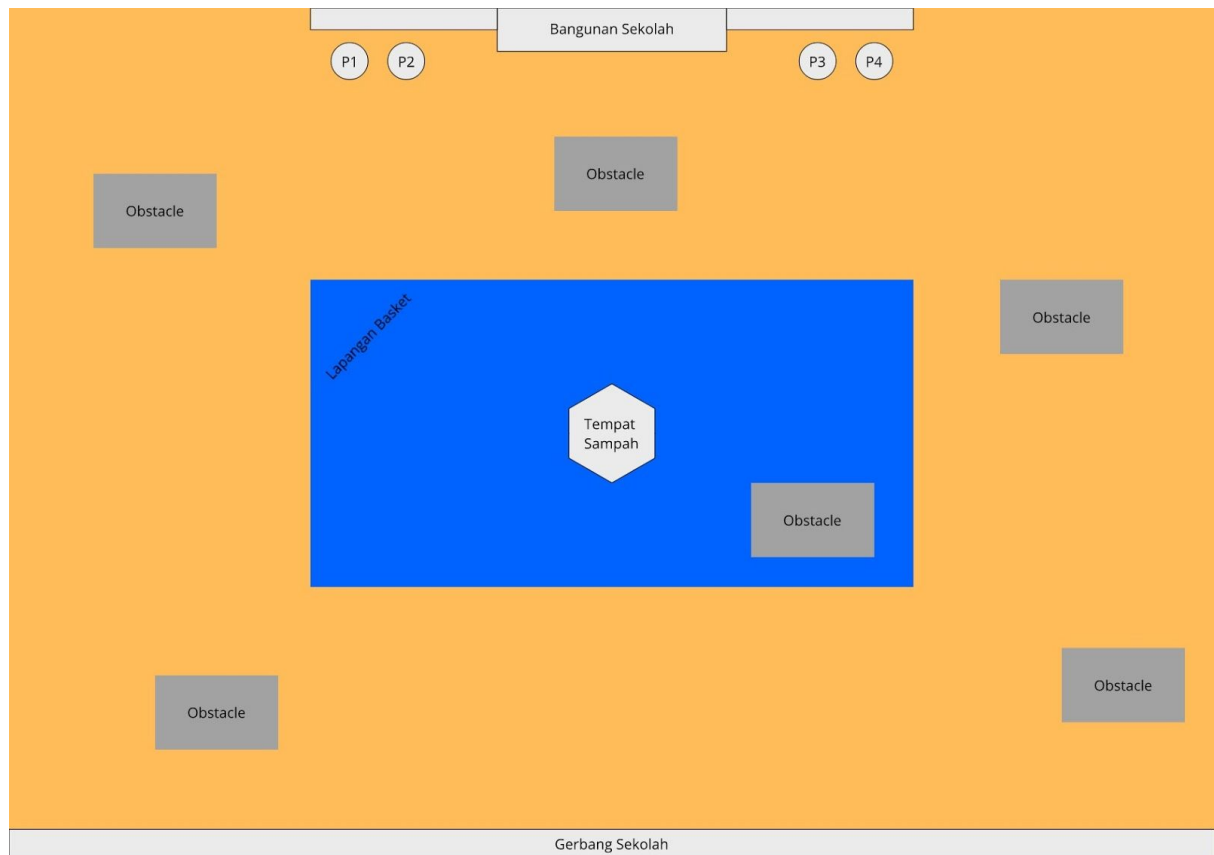 Bangunan Sekolah
P1
P2
P3
P4
Obstacle
Obstacle
Obstacle
Lapangan Basket
Tempat
Sampah
Obstacle
Obstacle
Obstacle
Gerbang Sekolah